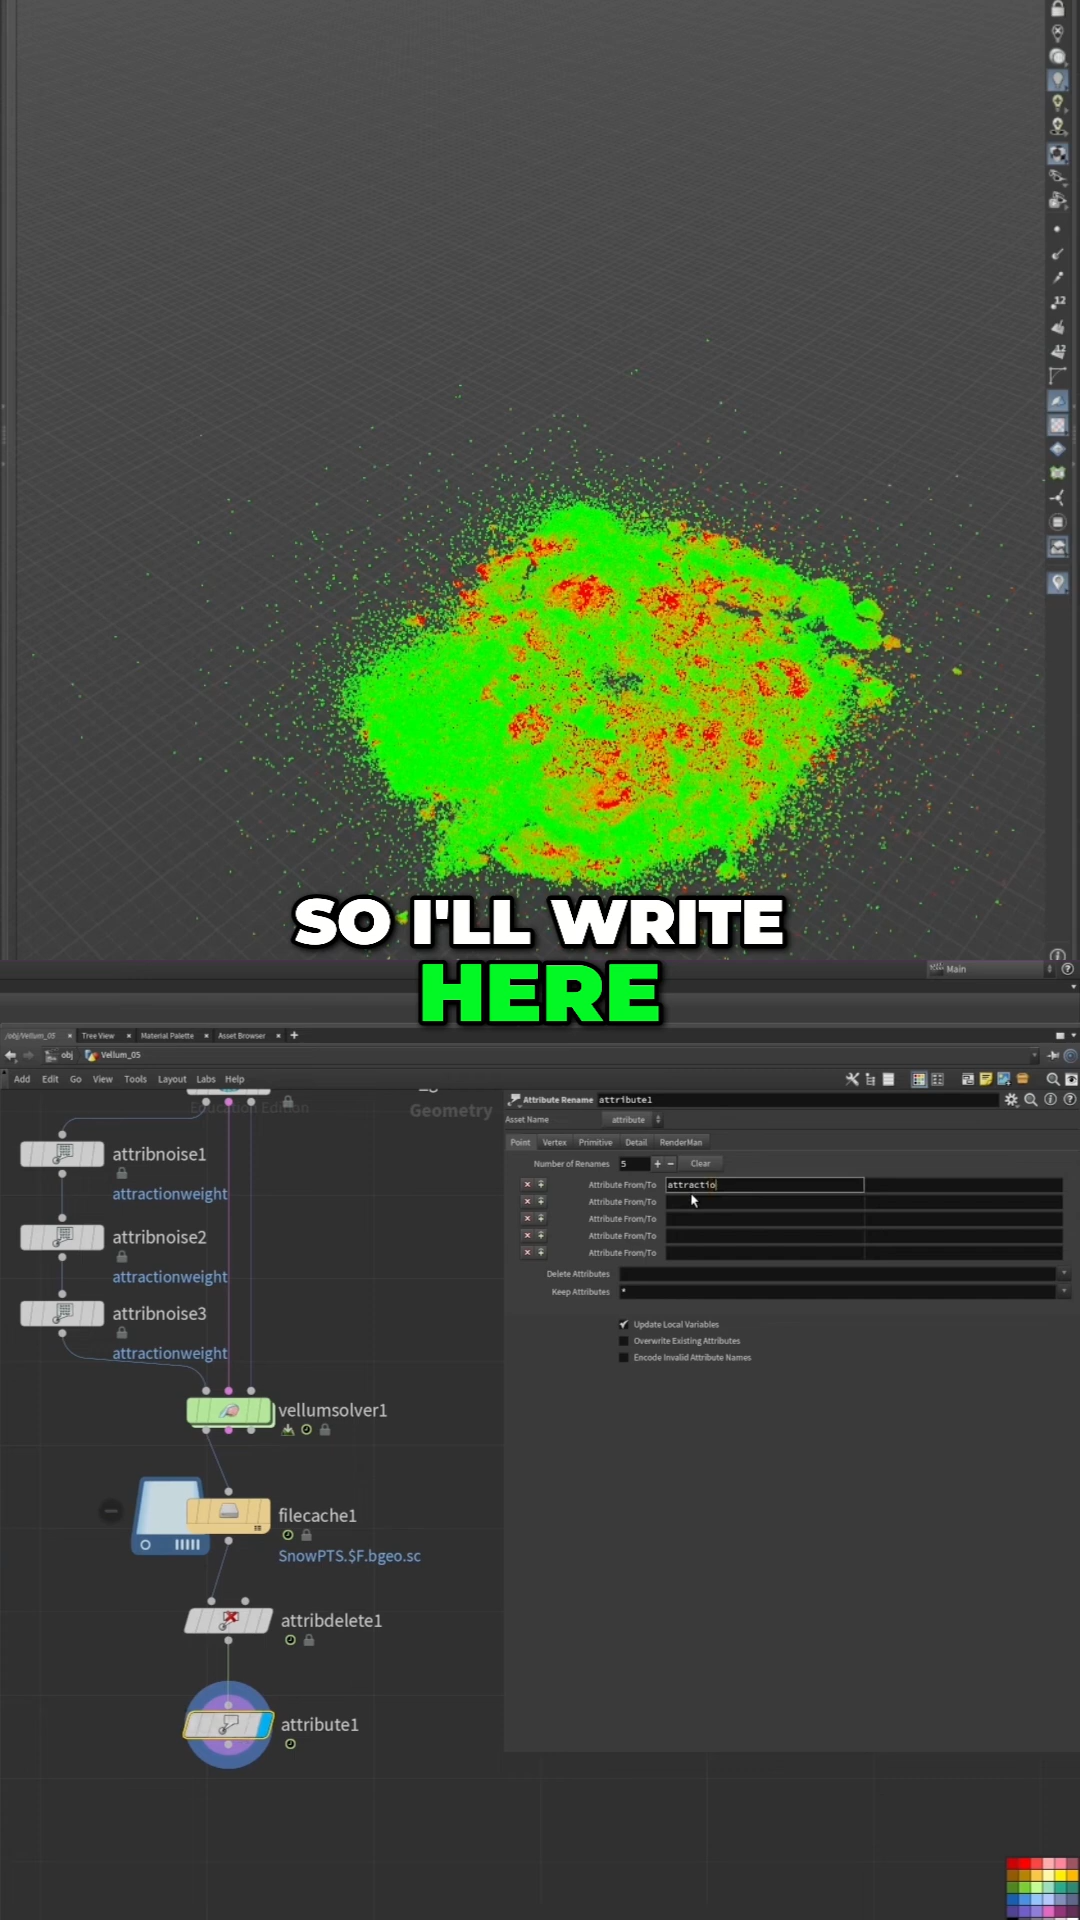 12
12
SO I'LL WRITE
HERE
Main
/obj/Vellum_05
Tree View
Material Palette
Asset Browser
obj
Vellum_05
Add Edit Go View Tools Layout Labs Help
Education Edition
Geometry
attribnoise1
attractionweight
attribnoise2
attractionweight
attribnoise3
attractionweight
vellumsolver1
filecache1
SnowPTS.$F.bgeo.sc
attribdelete1
attribute1
Attribute Rename attribute1
Asset Name attribute
Point Vertex Primitive Detail RenderMan
Number of Renames 5 + − Clear
Attribute From/To attractio
Attribute From/To
Attribute From/To
Attribute From/To
Attribute From/To
Delete Attributes
Keep Attributes *
Update Local Variables
Overwrite Existing Attributes
Encode Invalid Attribute Names